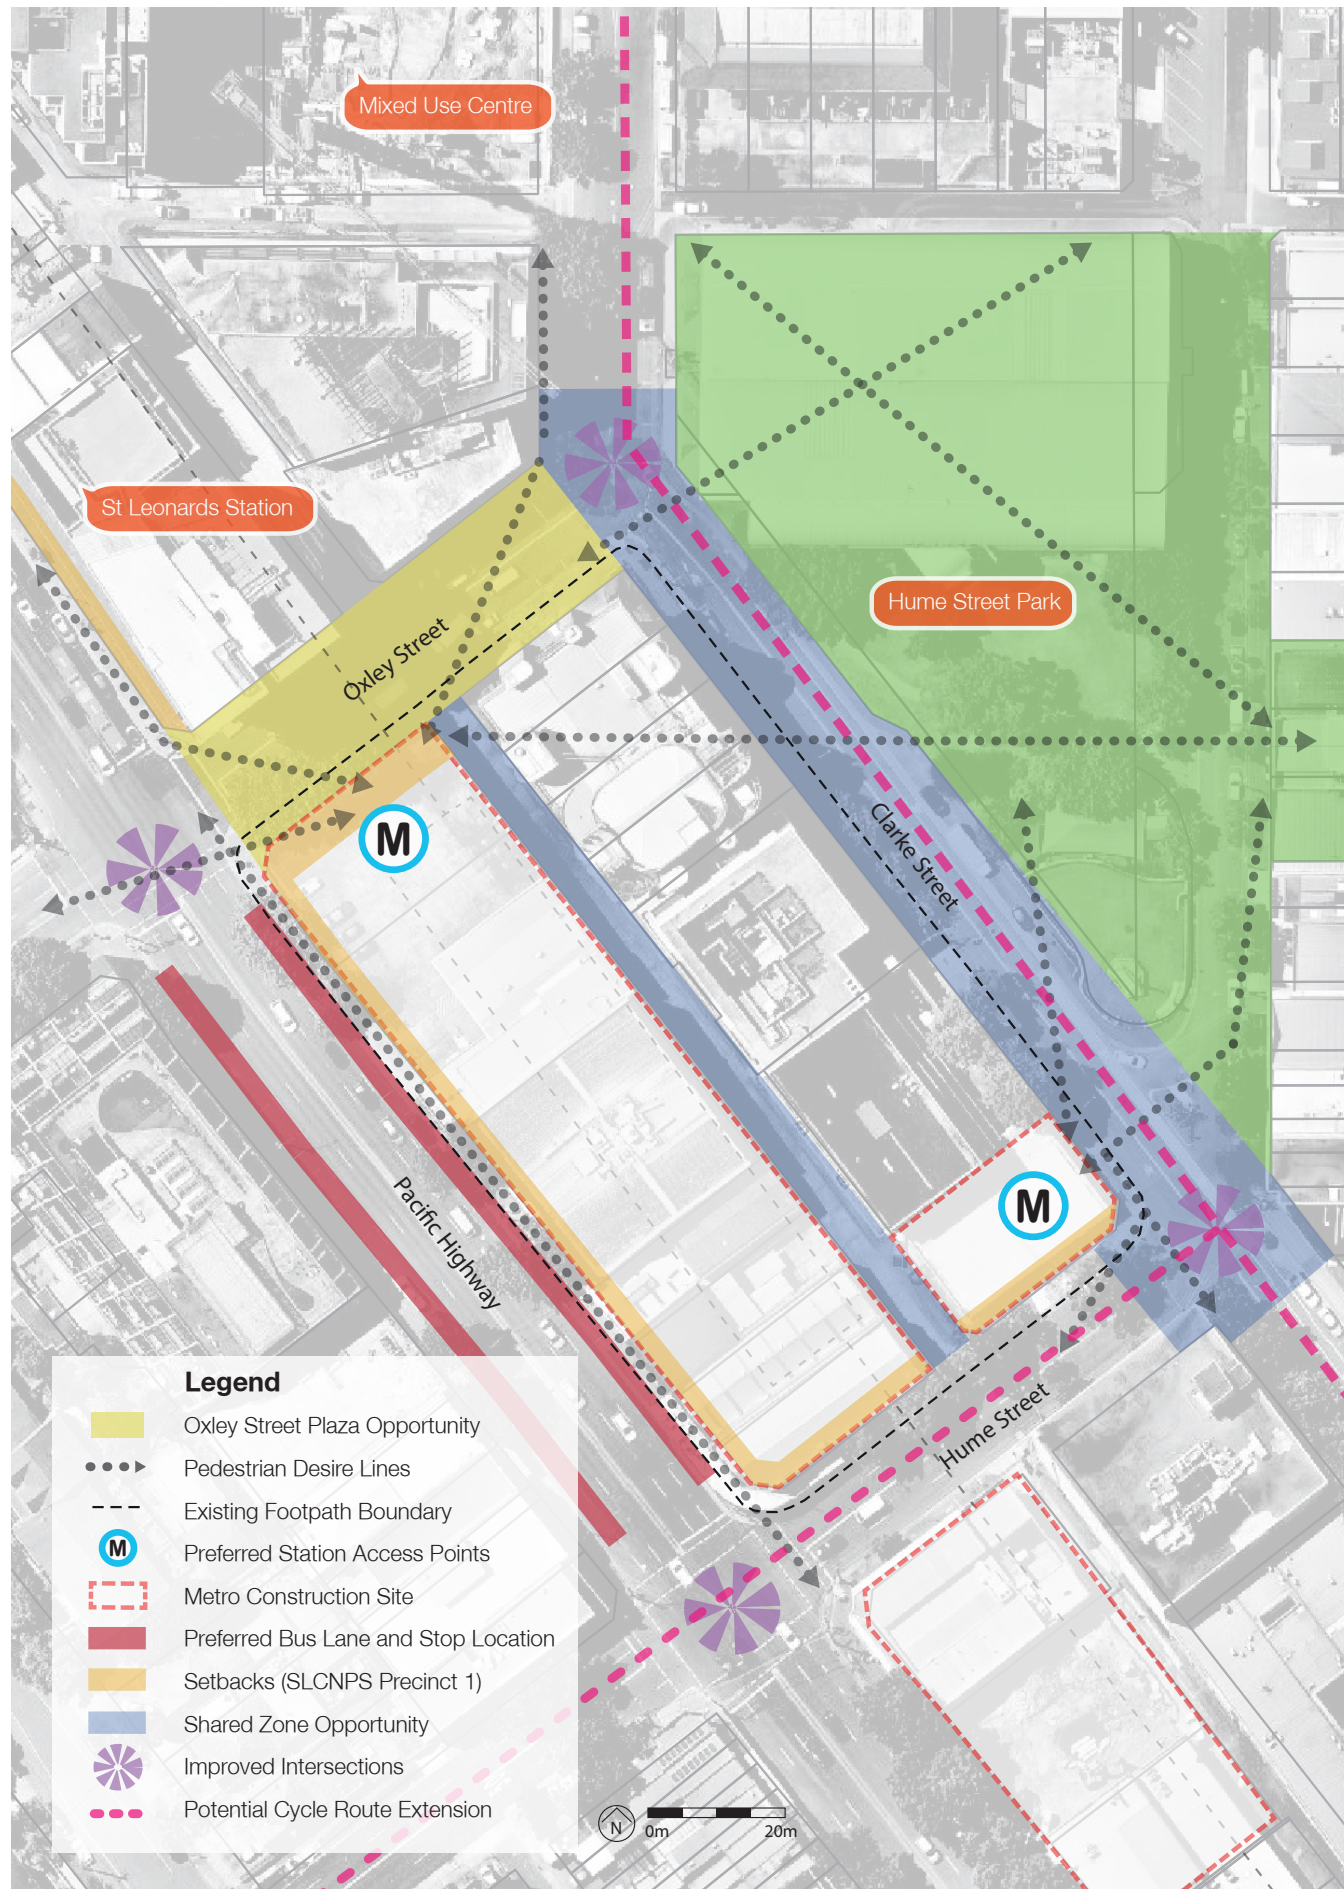 Mixed Use Centre
St Leonards Station
Hume Street Park
Oxley Street
M
Clarke Street
M
Pacific Highway
Hume Street
Legend
Oxley Street Plaza Opportunity
Pedestrian Desire Lines
Existing Footpath Boundary
M Preferred Station Access Points
Metro Construction Site
Preferred Bus Lane and Stop Location
Setbacks (SLCNPS Precinct 1)
Shared Zone Opportunity
Improved Intersections
Potential Cycle Route Extension
N
0m 20m